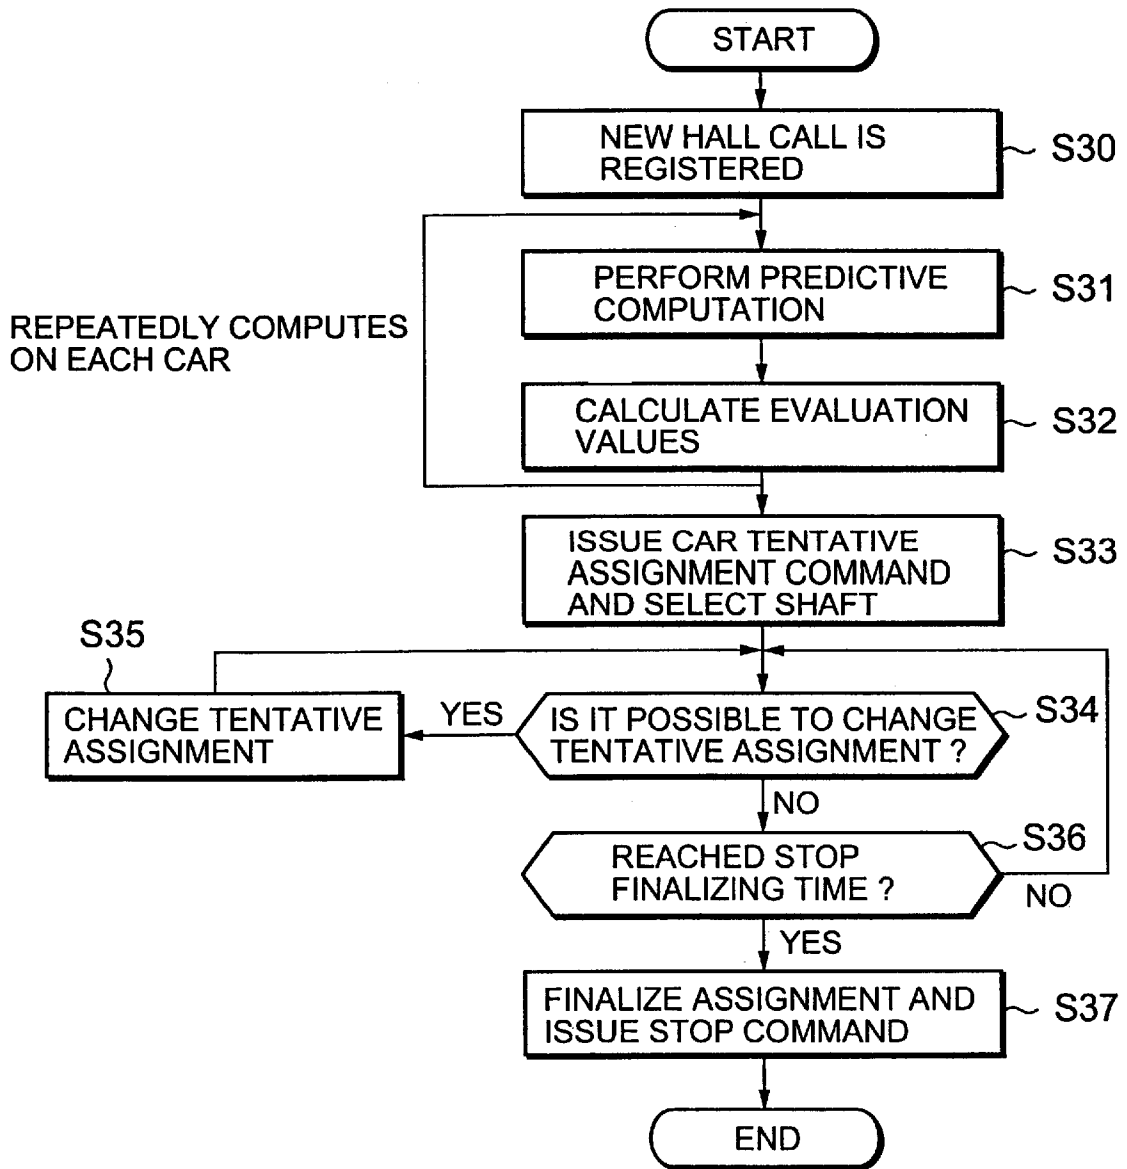 START
NEW HALL CALL IS
REGISTERED
S30
PERFORM PREDICTIVE
COMPUTATION
S31
REPEATEDLY COMPUTES
ON EACH CAR
CALCULATE EVALUATION
VALUES
S32
ISSUE CAR TENTATIVE
ASSIGNMENT COMMAND
AND SELECT SHAFT
S33
S35
CHANGE TENTATIVE
ASSIGNMENT
YES
IS IT POSSIBLE TO CHANGE
TENTATIVE ASSIGNMENT ?
S34
NO
REACHED STOP
FINALIZING TIME ?
S36
NO
YES
FINALIZE ASSIGNMENT AND
ISSUE STOP COMMAND
S37
END